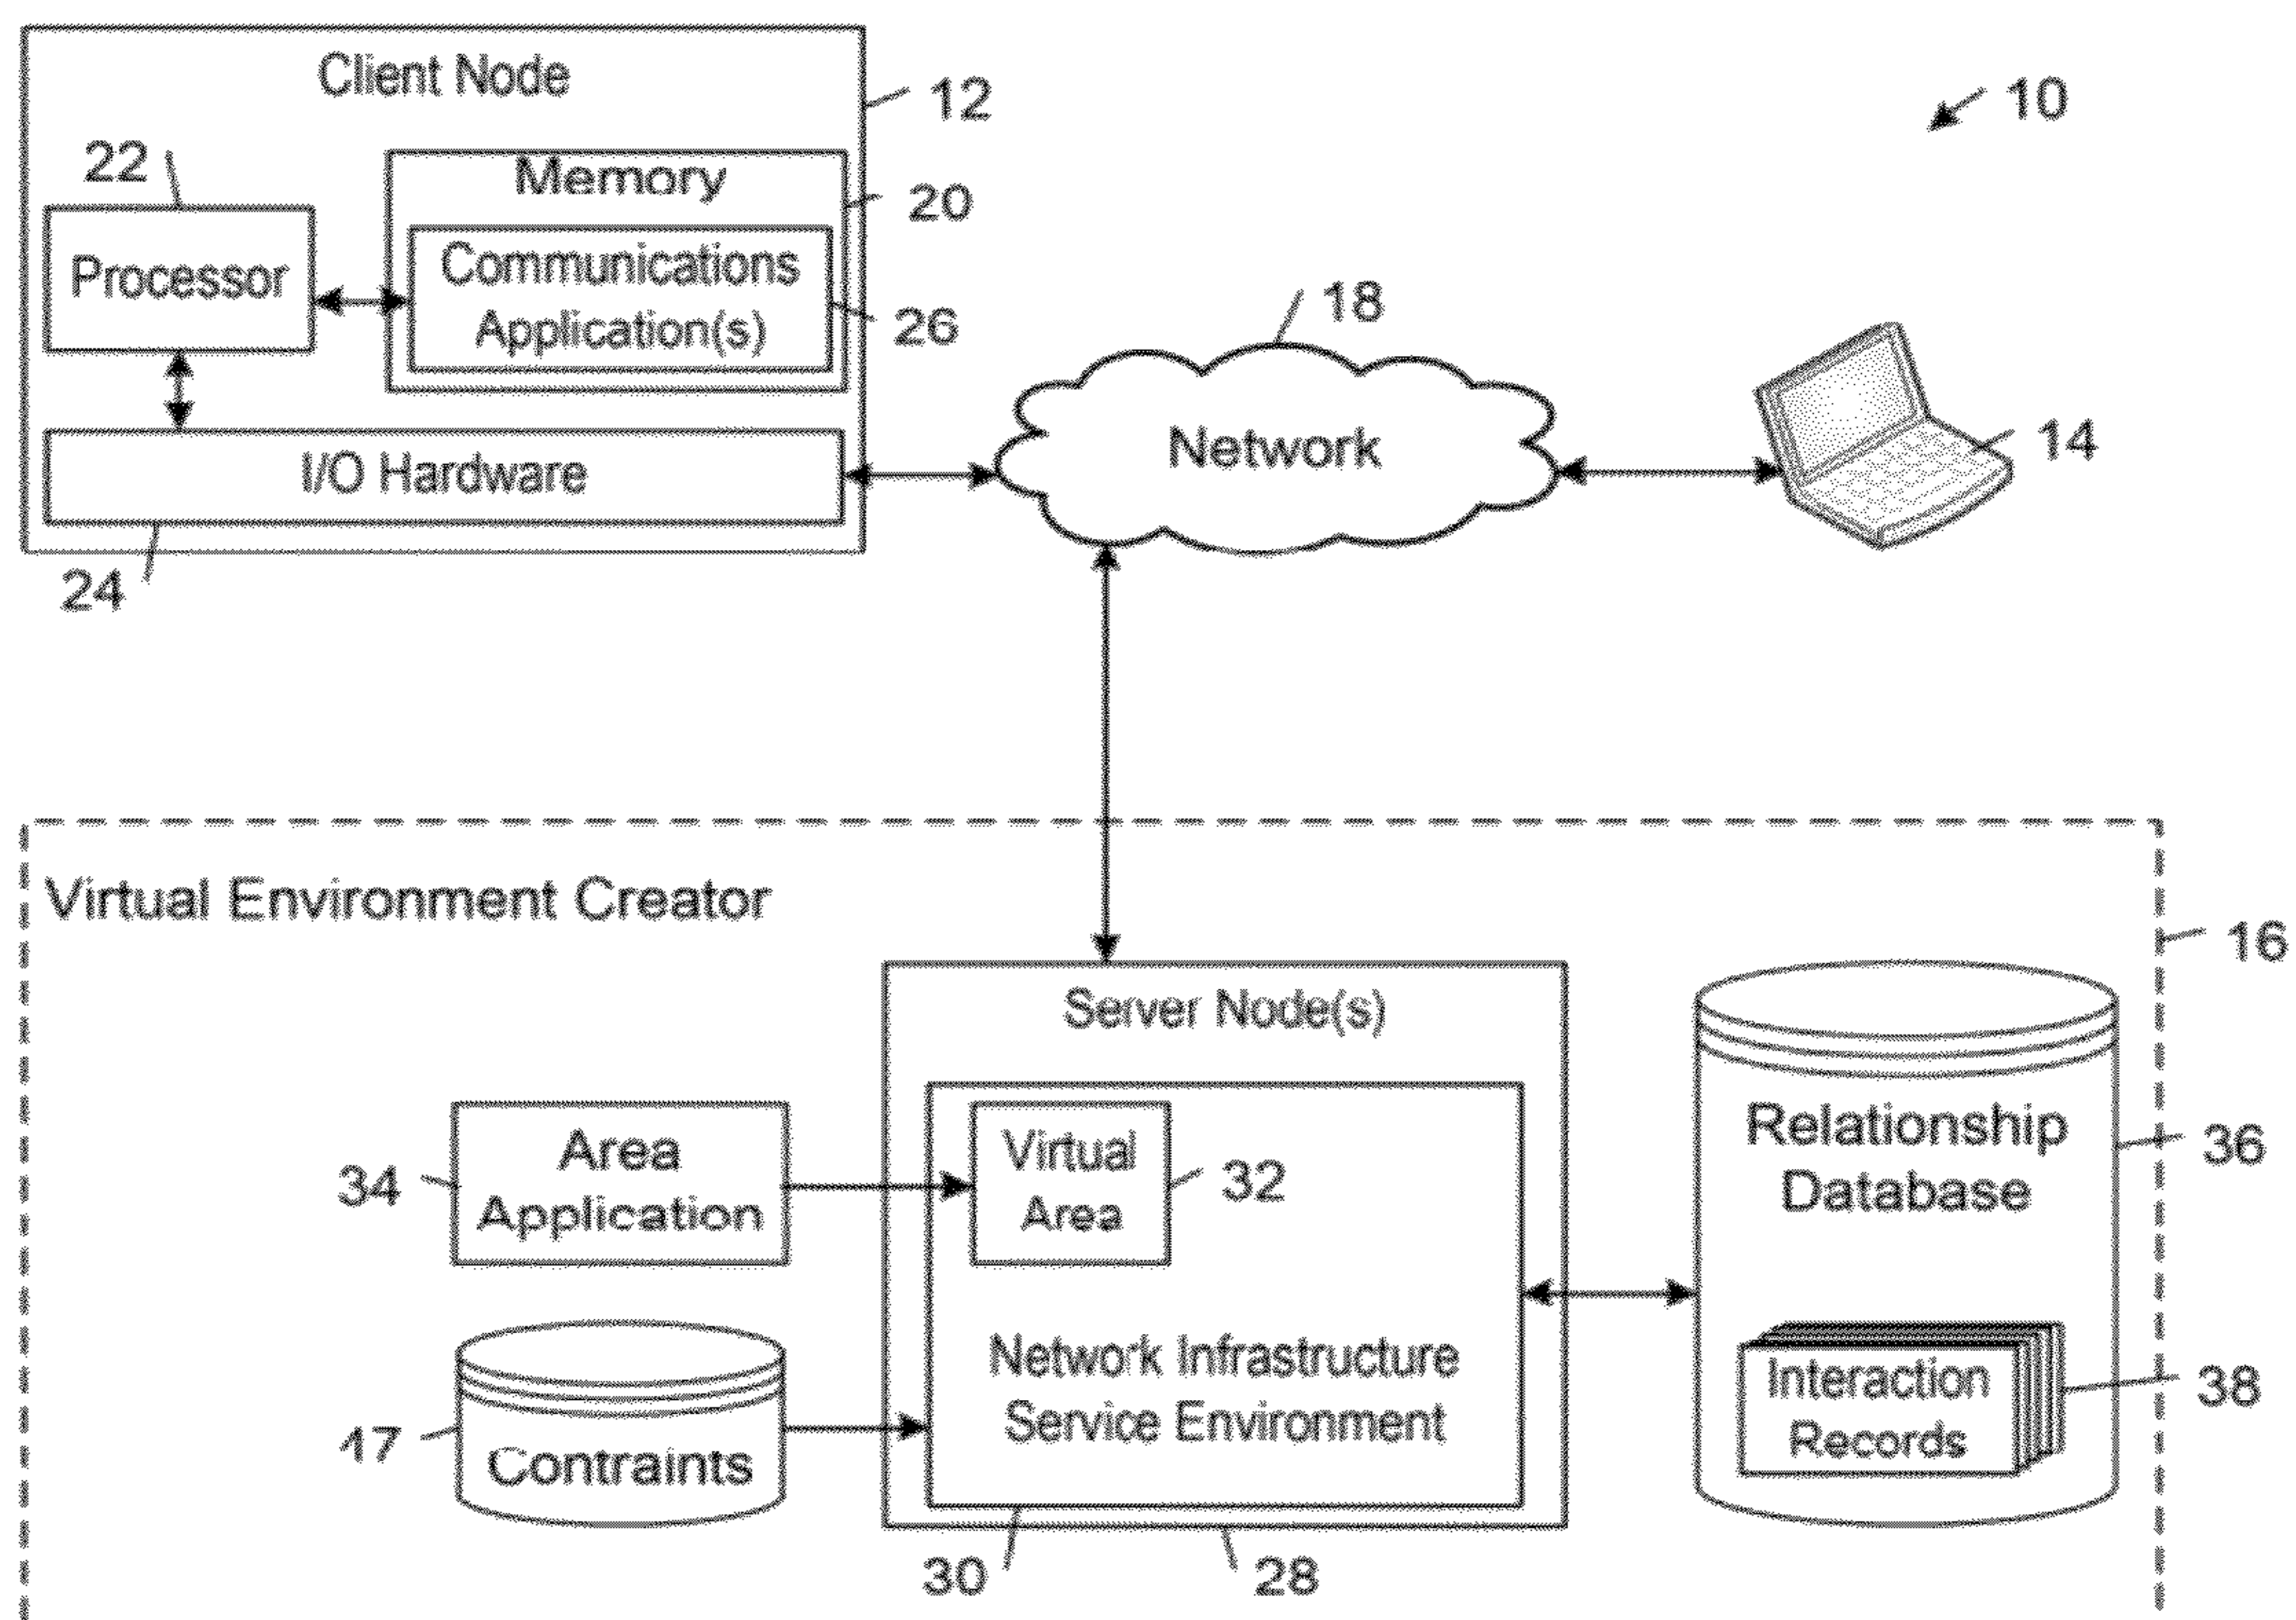 Client Node
12
10
22
Memory
20
Processor
Communications
Application(s)
26
18
Network
14
I/O Hardware
24
Virtual Environment Creator
16
Server Node(s)
Relationship
Database
36
34
Area
Application
Virtual
Area
32
Network Infrastructure
Service Environment
Interaction
Records
38
17
Contraints
30
28